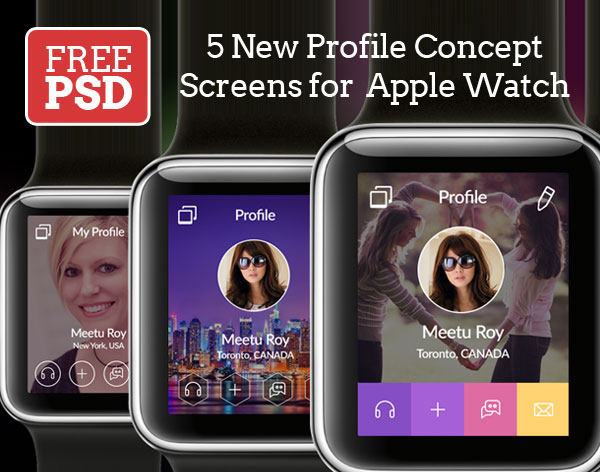 FREE
PSD
5 New Profile Concept
Screens for Apple Watch
My Profile
Meetu Roy
New York, USA
Profile
Meetu Roy
Toronto, CANADA
Profile
Meetu Roy
Toronto, CANADA